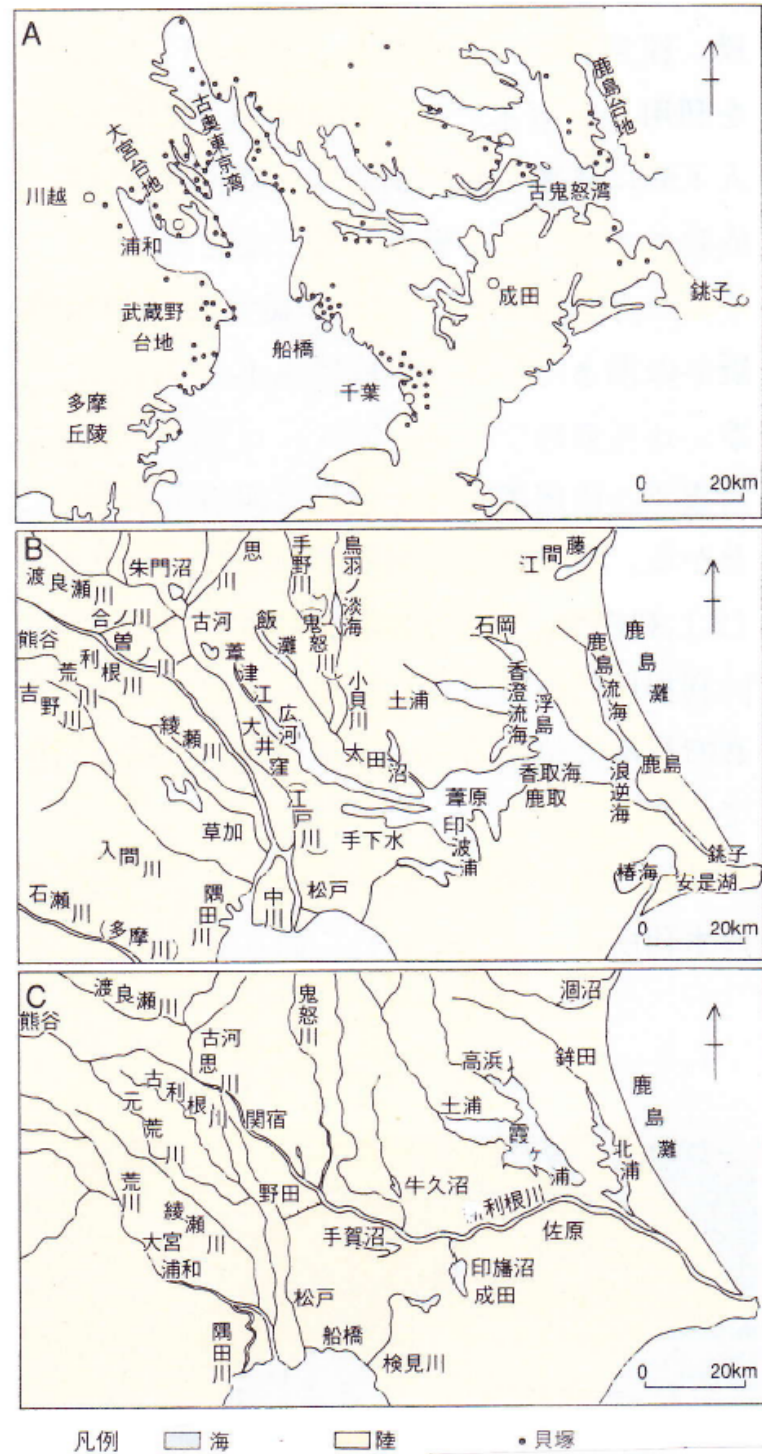 A
古奥東京湾
大宮台地
鹿島台地
川越
浦和
古鬼怒湾
武蔵野
台地
成田
銚子
船橋
千葉
多摩
丘陵
0 20km
B
渡良瀬川
朱門沼
思川
手野川
鳥羽ノ淡海
藤間江
合ノ川
古河
飯灘
鬼怒川
石岡
鹿島流海
鹿島灘
熊谷
利根川
曽川
荒川
葦津江
広河
小貝川
土浦
香澄流海
浮島
吉野川
綾瀬川
大井窪
太田沼
香取海
鹿取
浪逆海
鹿島
草加
江戸川
葦原
手下水
印波浦
入間川
銚子
椿海
安是湖
石瀬川
(多摩川)
隅田川
中川
松戸
0 20km
C
渡良瀬川
鬼怒川
涸沼
熊谷
古河
思川
高浜
鉾田
鹿島灘
古利根川
元荒川
関宿
土浦
霞ヶ浦
北浦
野田
牛久沼
利根川
荒川
綾瀬川
手賀沼
佐原
大宮
浦和
印旛沼
成田
松戸
船橋
隅田川
検見川
0 20km
凡例 海 陸 貝塚